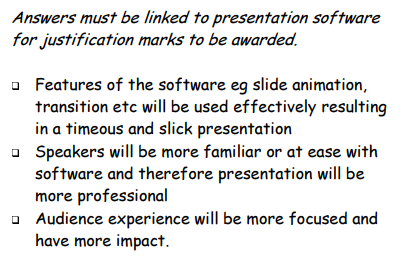 Answers must be linked to presentation software
for justification marks to be awarded.
❑ Features of the software eg slide animation,
transition etc will be used effectively resulting
in a timeous and slick presentation
❑ Speakers will be more familiar or at ease with
software and therefore presentation will be
more professional
❑ Audience experience will be more focused and
have more impact.